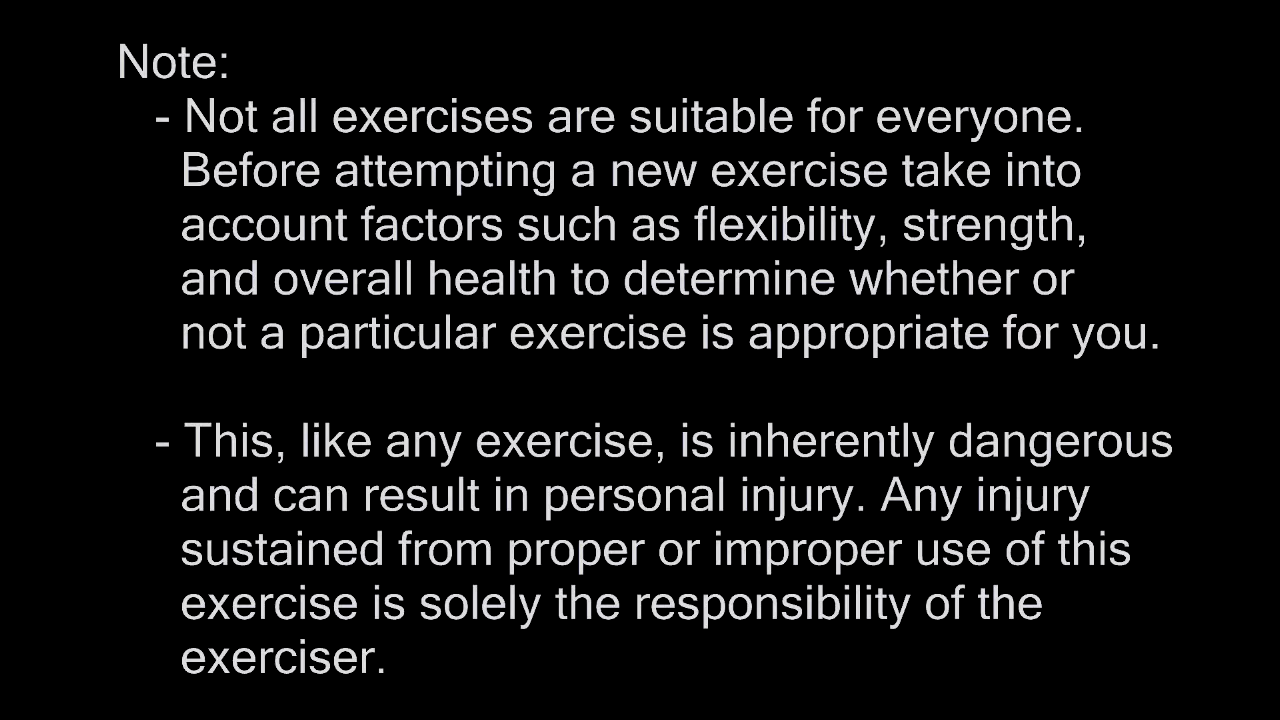 Note:
- Not all exercises are suitable for everyone.
Before attempting a new exercise take into
account factors such as flexibility, strength,
and overall health to determine whether or
not a particular exercise is appropriate for you.
- This, like any exercise, is inherently dangerous
and can result in personal injury. Any injury
sustained from proper or improper use of this
exercise is solely the responsibility of the
exerciser.